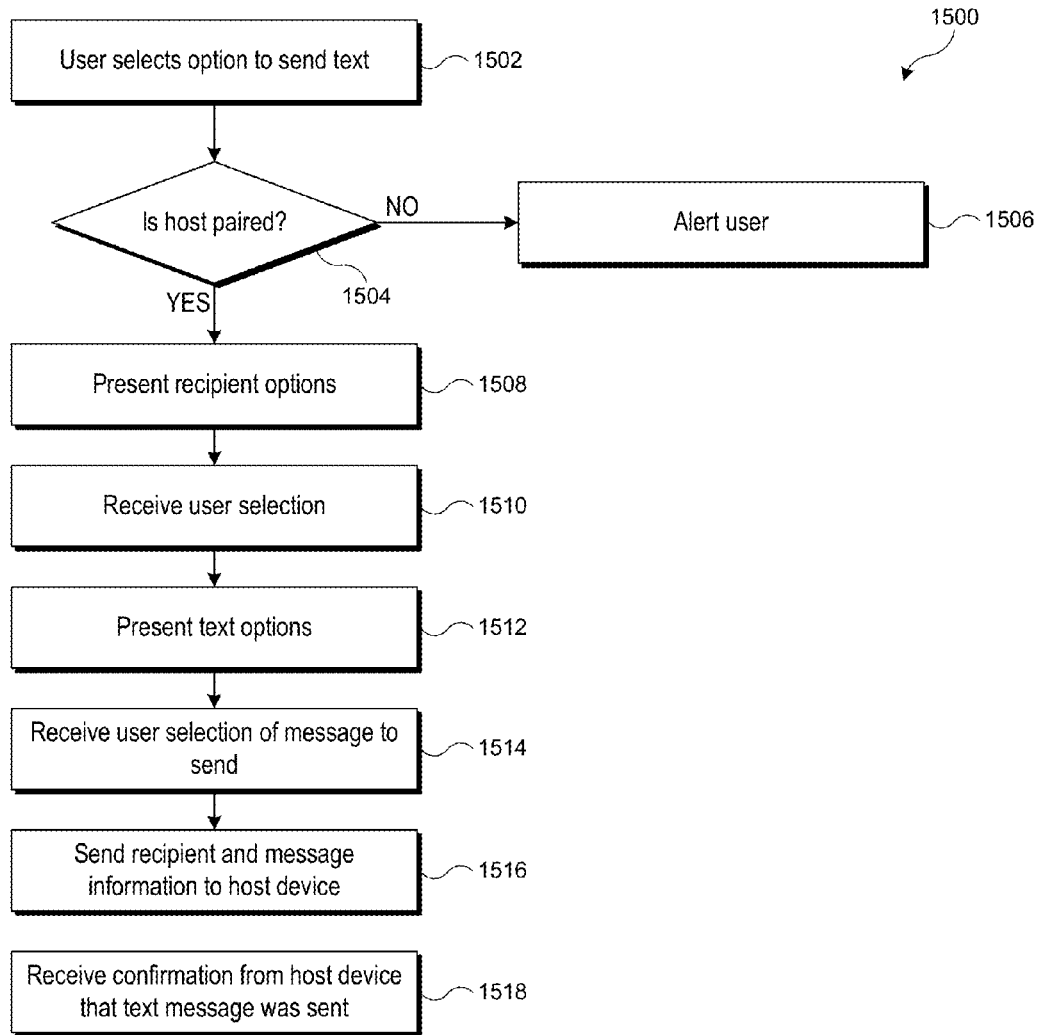 1500
User selects option to send text
1502
Is host paired?
1504
NO
YES
Alert user
1506
Present recipient options
1508
Receive user selection
1510
Present text options
1512
Receive user selection of message to
send
1514
Send recipient and message
information to host device
1516
Receive confirmation from host device
that text message was sent
1518